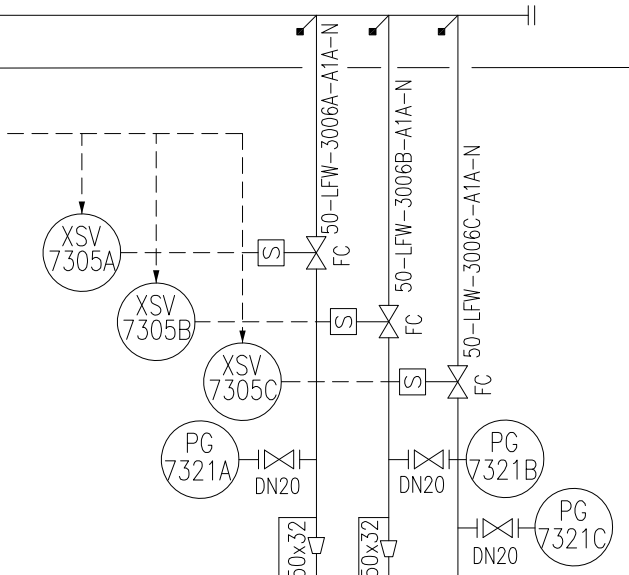 50-LFW-3006A-A1A-N
50-LFW-3006B-A1A-N
50-LFW-3006C-A1A-N
XSV
7305A
S
FC
XSV
7305B
S
FC
XSV
7305C
S
FC
PG
7321A
DN20
DN20
PG
7321B
50x32
50x32
DN20
PG
7321C